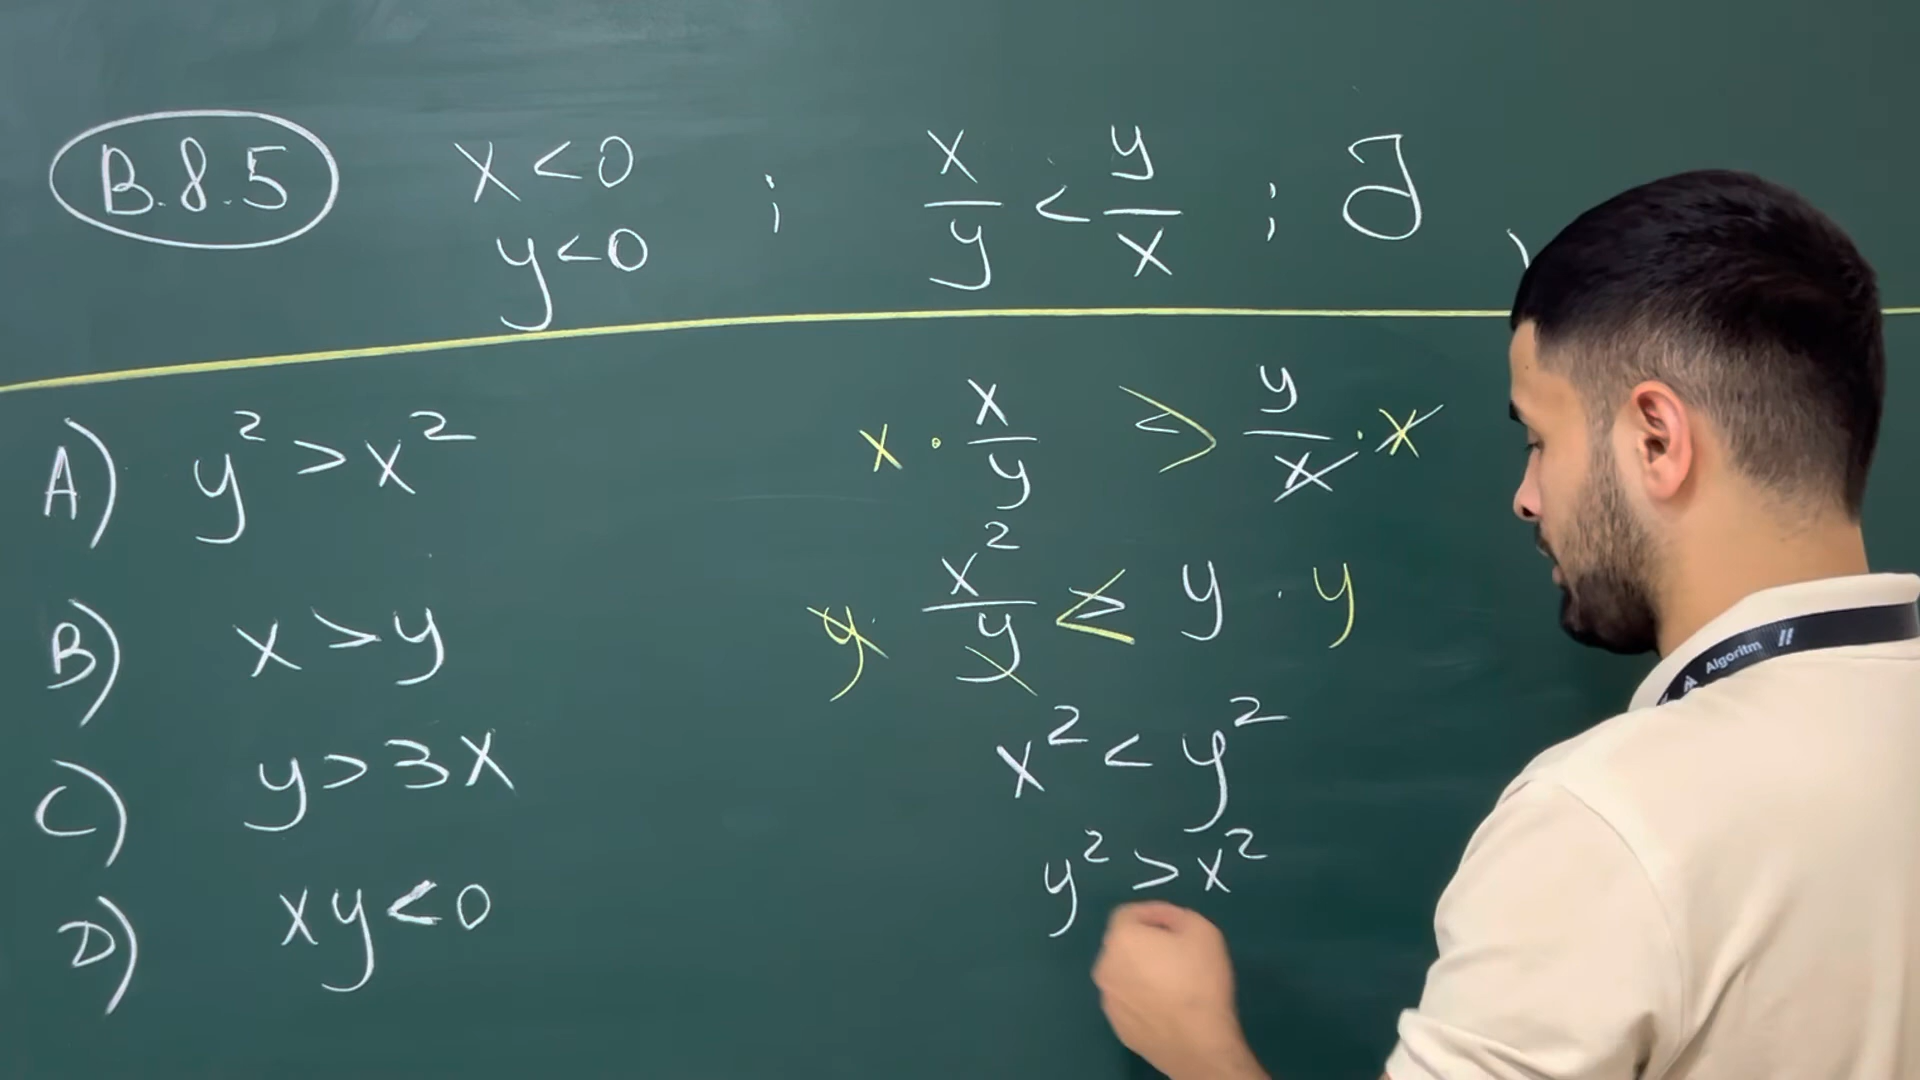 B.8.5
x<0
y<0
;
x/y < y/x ;
A) y² > x²
B) x > y
C) y > 3x
D) xy < 0
x · x/y > y/x · x
y · x²/y < y · y
x² < y²
y² > x²
Algoritm